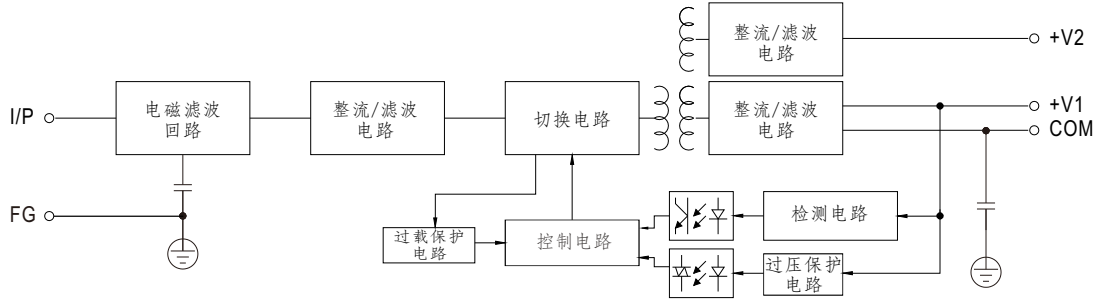 整流/滤波
电路
+V2
I/P
电磁滤波
回路
整流/滤波
电路
切换电路
整流/滤波
电路
+V1
COM
FG
过载保护
电路
控制电路
检测电路
过压保护
电路